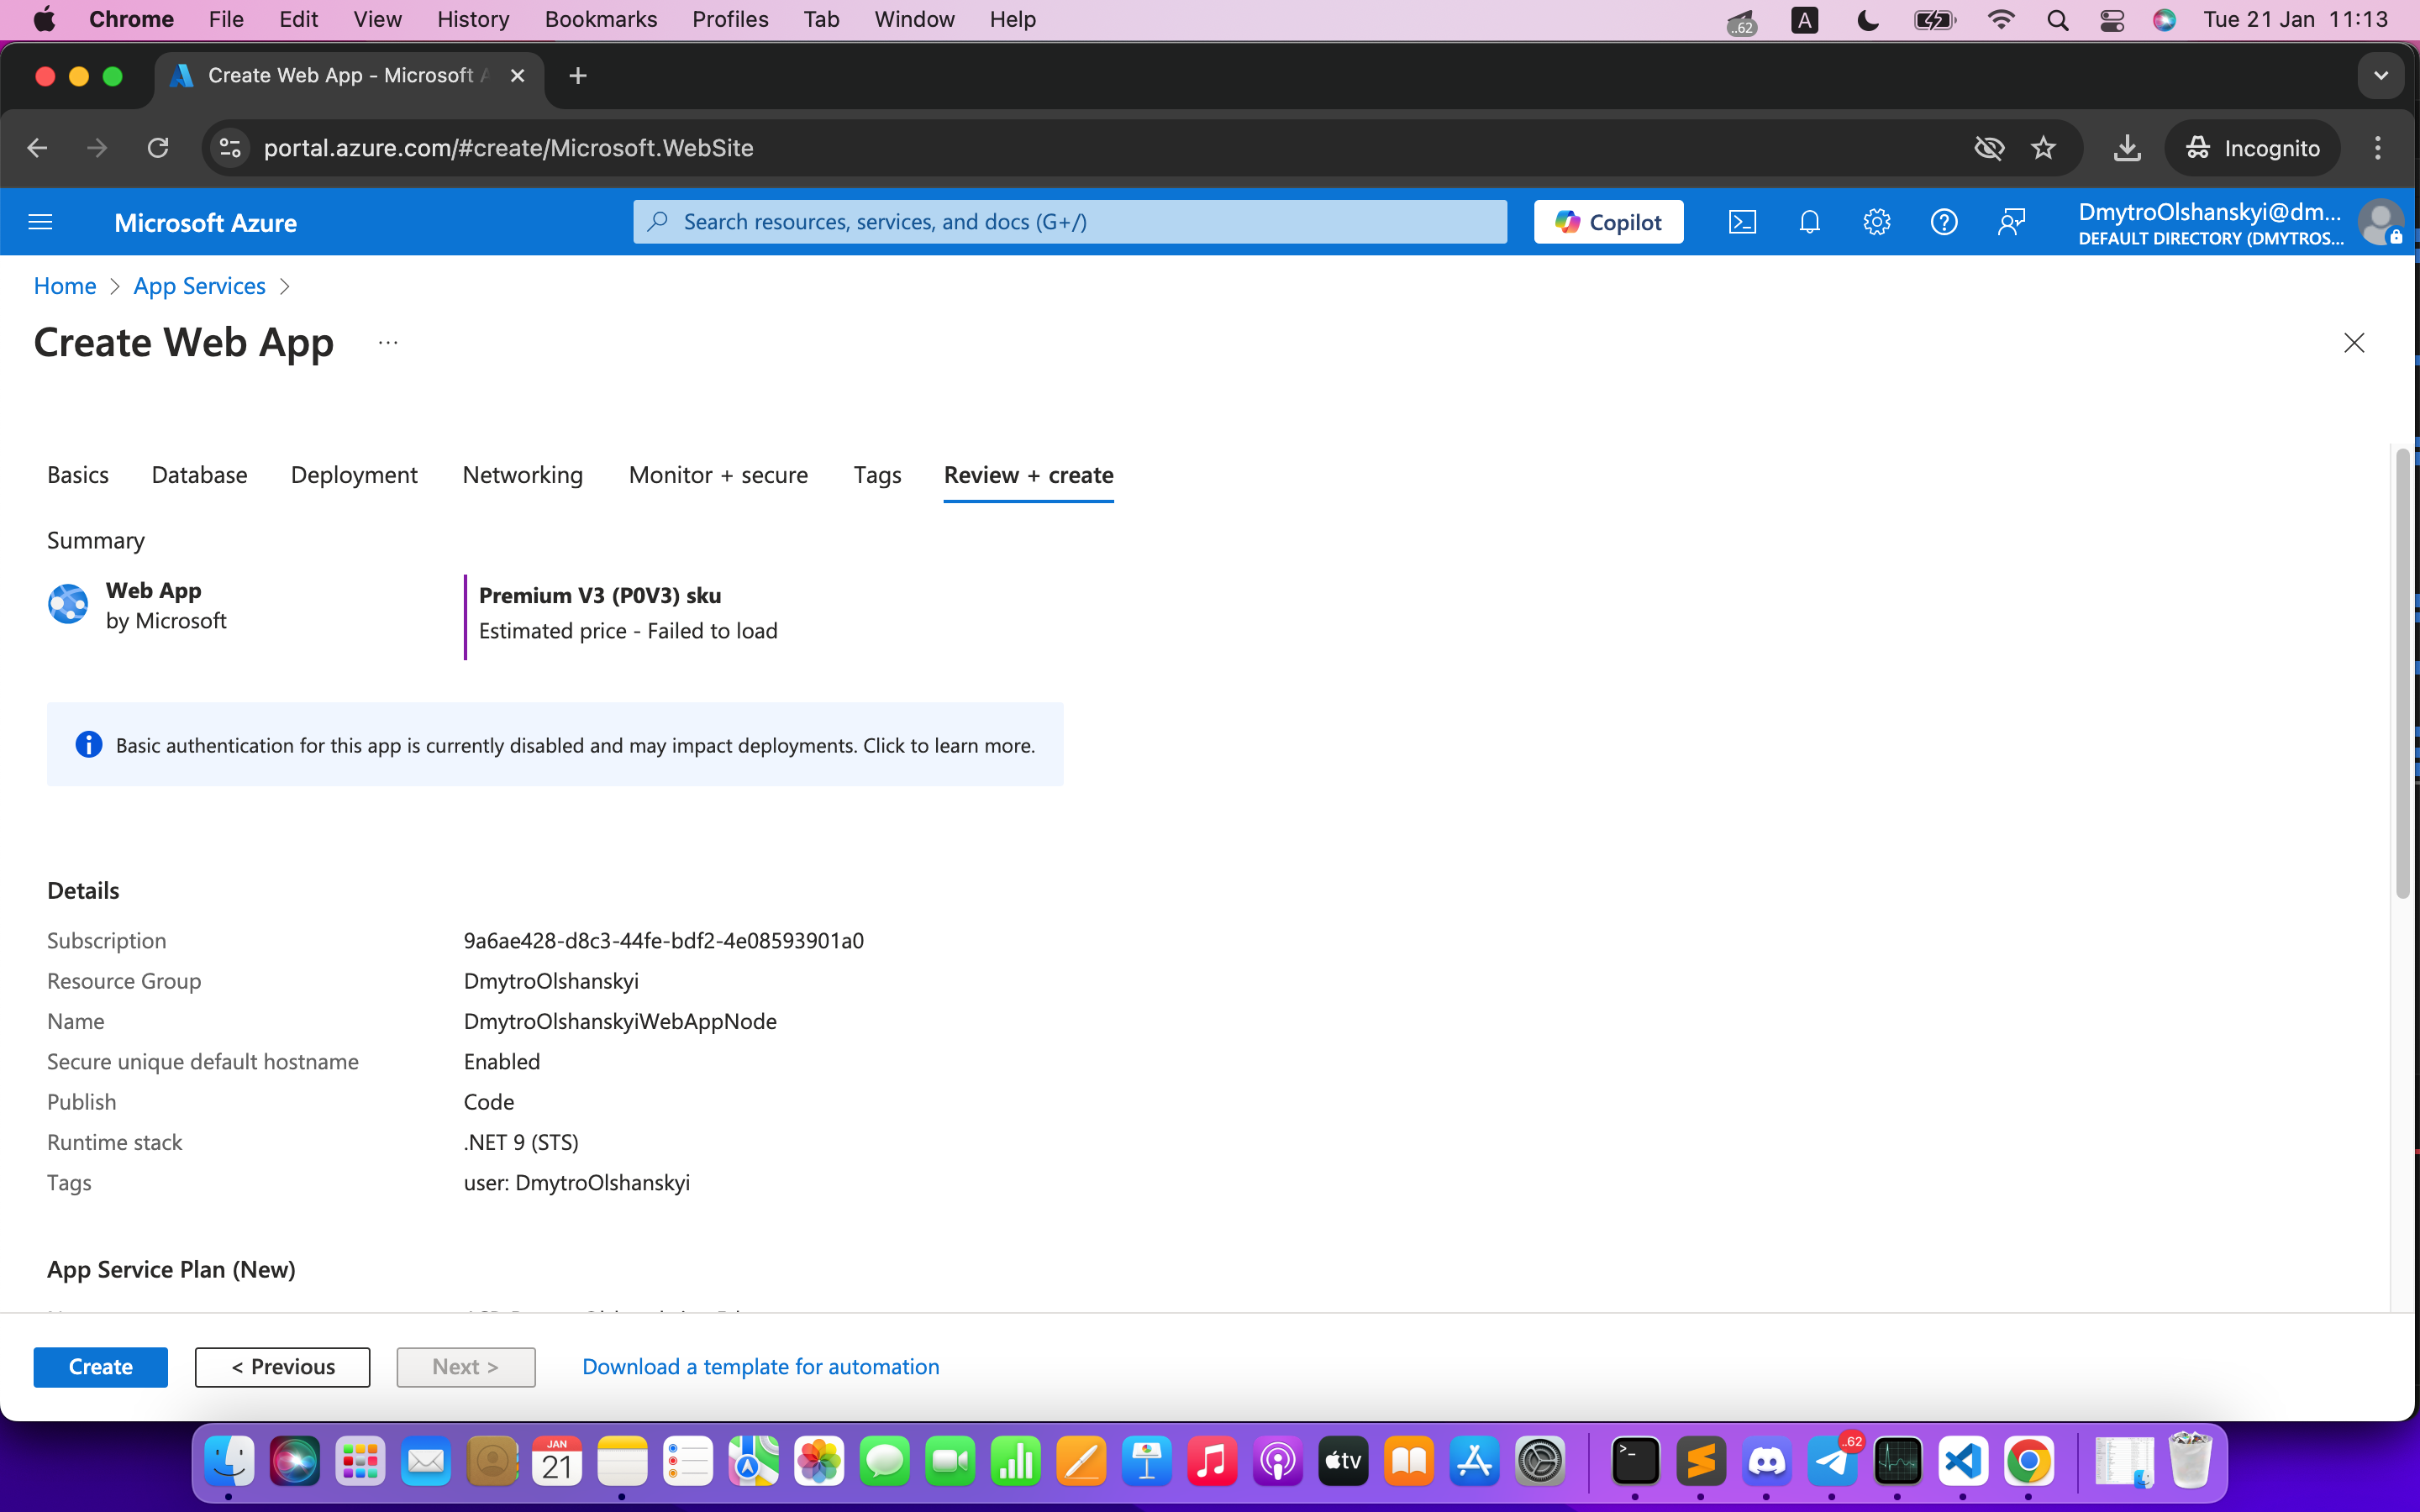 Chrome File Edit View History Bookmarks Profiles Tab Window Help ..62 A Tue 21 Jan 11:13
Create Web App - Microsoft A
portal.azure.com/#create/Microsoft.WebSite Incognito
Microsoft Azure Search resources, services, and docs (G+/) Copilot DmytroOlshanskyi@dm...
DEFAULT DIRECTORY (DMYTROS...
Home > App Services >
Create Web App ...
Basics Database Deployment Networking Monitor + secure Tags Review + create
Summary
Web App
by Microsoft
Premium V3 (P0V3) sku
Estimated price - Failed to load
Basic authentication for this app is currently disabled and may impact deployments. Click to learn more.
Details
Subscription 9a6ae428-d8c3-44fe-bdf2-4e08593901a0
Resource Group DmytroOlshanskyi
Name DmytroOlshanskyiWebAppNode
Secure unique default hostname Enabled
Publish Code
Runtime stack .NET 9 (STS)
Tags user: DmytroOlshanskyi
App Service Plan (New)
Create < Previous Next > Download a template for automation
JAN
21
tv
..62